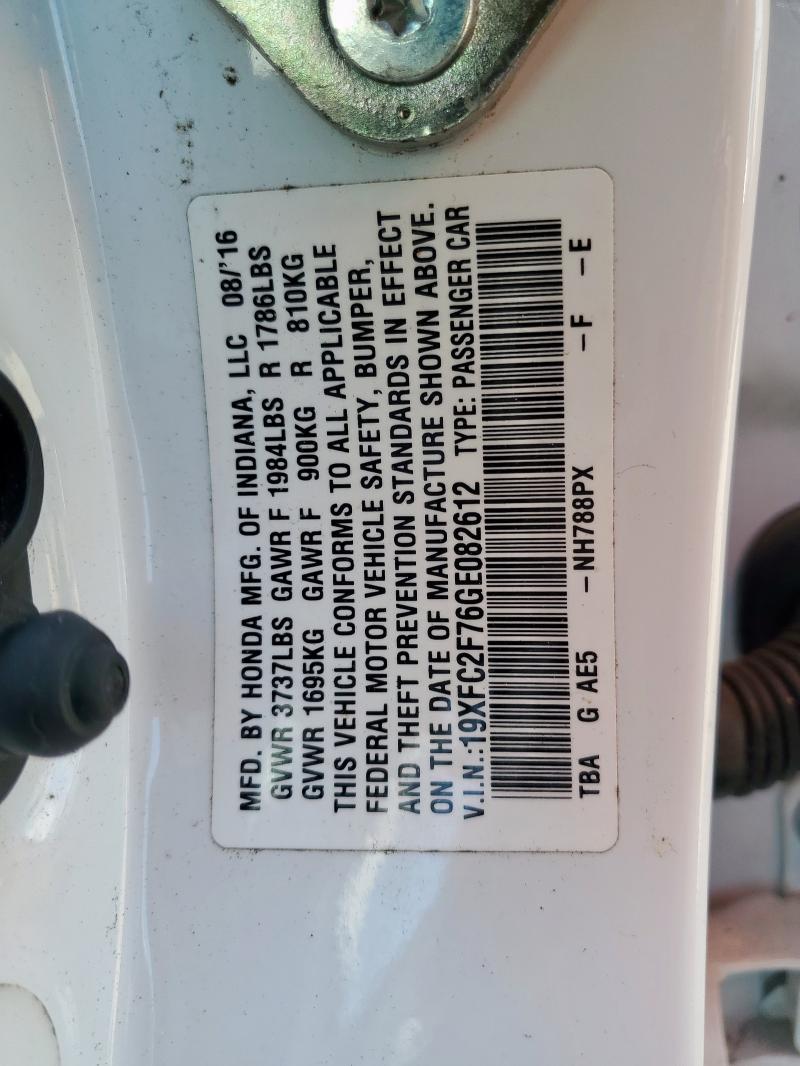 MFD. BY HONDA MFG. OF INDIANA, LLC 08/'16
GVWR 3737LBS GAWR F 1984LBS R 1786LBS
GVWR 1695KG GAWR F 900KG R 810KG
THIS VEHICLE CONFORMS TO ALL APPLICABLE
FEDERAL MOTOR VEHICLE SAFETY, BUMPER,
AND THEFT PREVENTION STANDARDS IN EFFECT
ON THE DATE OF MANUFACTURE SHOWN ABOVE.
V.I.N.:19XFC2F76GE082612 TYPE: PASSENGER CAR
TBA G AE5 -NH788PX -F -E